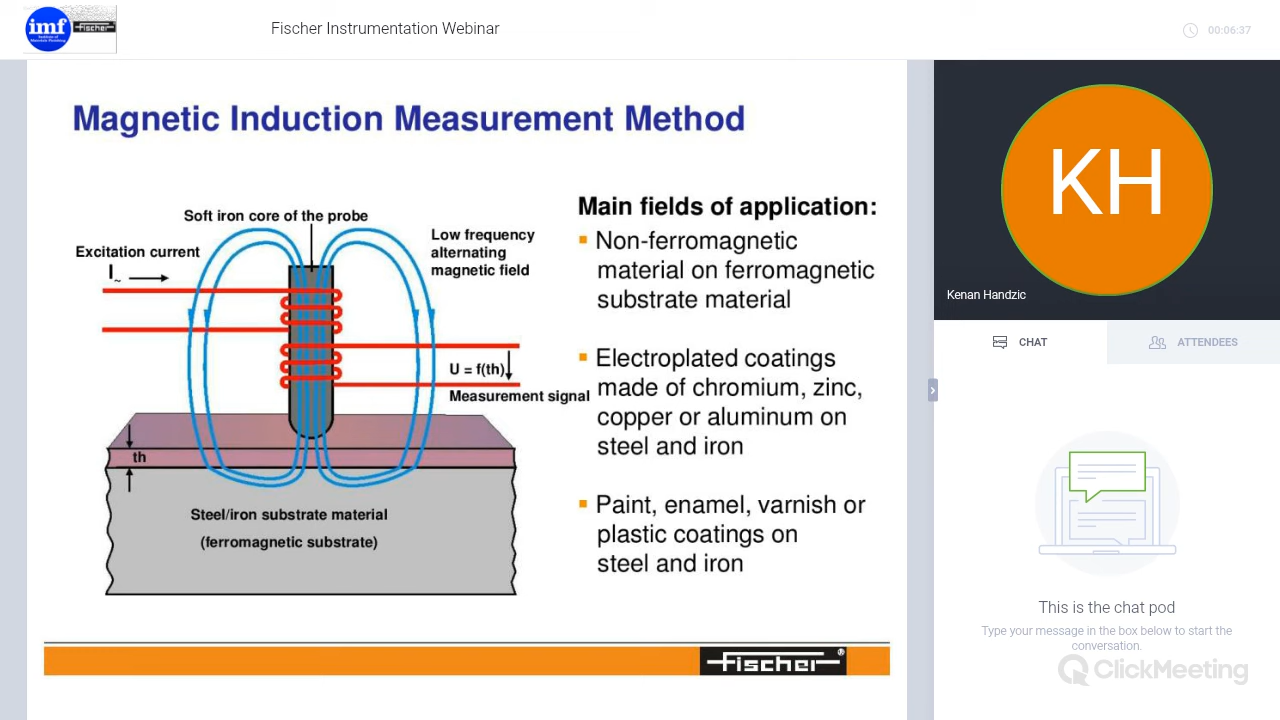 imf
Fischer
Fischer Instrumentation Webinar
00:06:37
Magnetic Induction Measurement Method
Soft iron core of the probe
Excitation current
I~
Low frequency
alternating
magnetic field
U = f(th)
Measurement signal
th
Steel/iron substrate material
(ferromagnetic substrate)
Main fields of application:
Non-ferromagnetic
material on ferromagnetic
substrate material
Electroplated coatings
made of chromium, zinc,
copper or aluminum on
steel and iron
Paint, enamel, varnish or
plastic coatings on
steel and iron
Fischer®
KH
Kenan Handzic
CHAT
ATTENDEES
This is the chat pod
Type your message in the box below to start the
conversation.
ClickMeeting